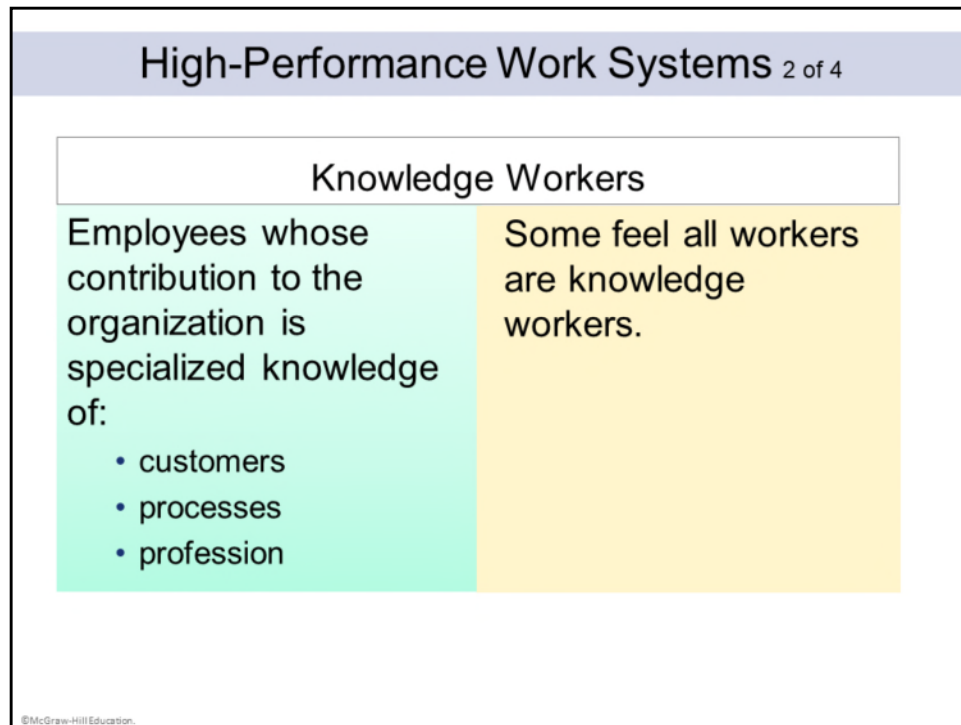 High-Performance Work Systems 2 of 4
Knowledge Workers
Employees whose
contribution to the
organization is
specialized knowledge
of:
• customers
• processes
• profession
Some feel all workers
are knowledge
workers.
©McGraw-Hill Education.